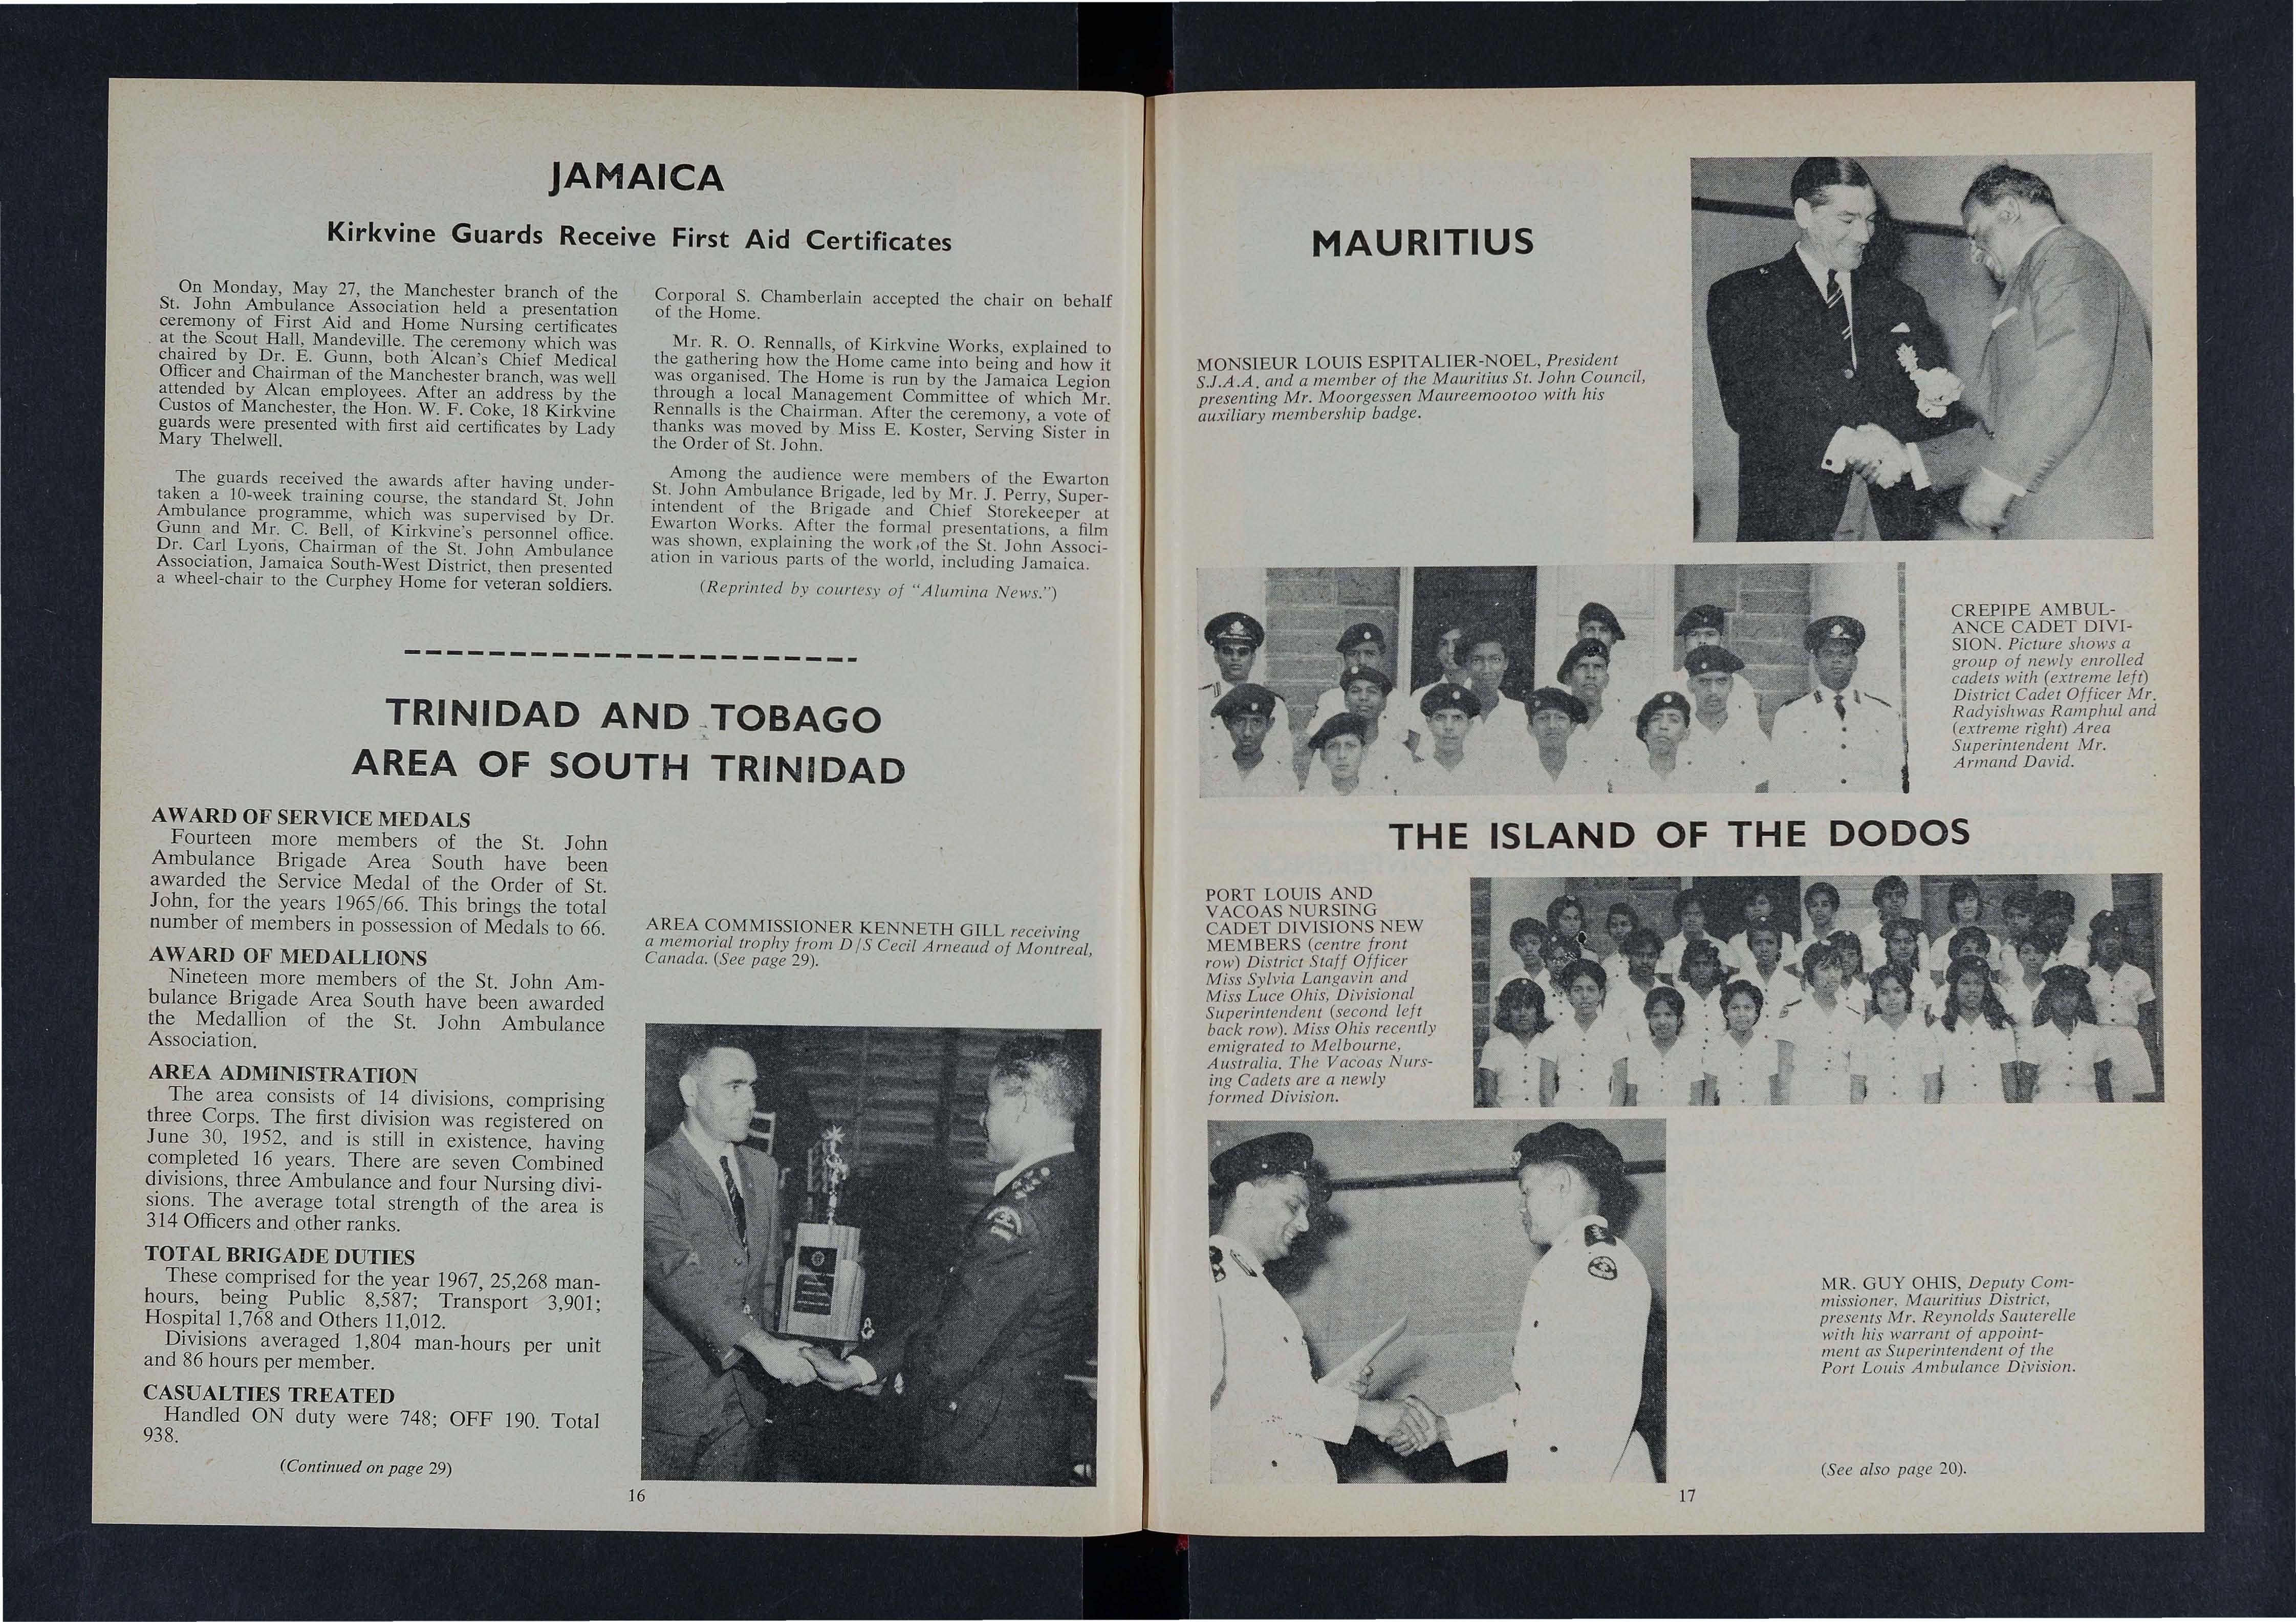 JAMAICA
Kirkvine Guards Receive First Aid Certificates
On Monday, May 27, the Manchester branch of the
St. John Ambulance Association held a presentation
ceremony of First Aid and Home Nursing certificates
at the Scout Hall, Mandeville. The ceremony which was
chaired by Dr. E. Gunn, both Alcan's Chief Medical
Officer and Chairman of the Manchester branch, was well
attended by Alcan employees. After an address by the
Custos of Manchester, the Hon. W. F. Coke, 18 Kirkvine
guards were presented with first aid certificates by Lady
Mary Thelwell.
The guards received the awards after having under-
taken a 10-week training course, the standard St. John
Ambulance programme, which was supervised by Dr.
Gunn and Mr. C. Bell, of Kirkvine's personnel office.
Dr. Carl Lyons, Chairman of the St. John Ambulance
Association, Jamaica South-West District, then presented
a wheel-chair to the Curphey Home for veteran soldiers.
Corporal S. Chamberlain accepted the chair on behalf
of the Home.
Mr. R. O. Rennalls, of Kirkvine Works, explained to
the gathering how the Home came into being and how it
was organised. The Home is run by the Jamaica Legion
through a local Management Committee of which Mr.
Rennalls is the Chairman. After the ceremony, a vote of
thanks was moved by Miss E. Koster, Serving Sister in
the Order of St. John.
Among the audience were members of the Ewarton
St. John Ambulance Brigade, led by Mr. J. Perry, Super-
intendent of the Brigade and Chief Storekeeper at
Ewarton Works. After the formal presentations, a film
was shown, explaining the work of the St. John Associ-
ation in various parts of the world, including Jamaica.
(Reprinted by courtesy of "Alumina News.")
TRINIDAD AND TOBAGO
AREA OF SOUTH TRINIDAD
AWARD OF SERVICE MEDALS
Fourteen more members of the St. John
Ambulance Brigade Area South have been
awarded the Service Medal of the Order of St.
John, for the years 1965/66. This brings the total
number of members in possession of Medals to 66.
AWARD OF MEDALLIONS
Nineteen more members of the St. John Am-
bulance Brigade Area South have been awarded
the Medallion of the St. John Ambulance
Association.
AREA ADMINISTRATION
The area consists of 14 divisions, comprising
three Corps. The first division was registered on
June 30, 1952, and is still in existence, having
completed 16 years. There are seven Combined
divisions, three Ambulance and four Nursing divi-
sions. The average total strength of the area is
314 Officers and other ranks.
TOTAL BRIGADE DUTIES
These comprised for the year 1967, 25,268 man-
hours, being Public 8,587; Transport 3,901;
Hospital 1,768 and Others 11,012.
Divisions averaged 1,804 man-hours per unit
and 86 hours per member.
CASUALTIES TREATED
Handled ON duty were 748; OFF 190. Total
938.
(Continued on page 29)
AREA COMMISSIONER KENNETH GILL receiving
a memorial trophy from D/S Cecil Arneaud of Montreal,
Canada. (See page 29).
16
MAURITIUS
MONSIEUR LOUIS ESPITALIER-NOEL, President
S.J.A.A. and a member of the Mauritius St. John Council,
presenting Mr. Moorgessen Maureemootoo with his
auxiliary membership badge.
CREPIPE AMBUL-
ANCE CADET DIVI-
SION. Picture shows a
group of newly enrolled
cadets with (extreme left)
District Cadet Officer Mr.
Radyishwas Ramphul and
(extreme right) Area
Superintendent Mr.
Armand David.
THE ISLAND OF THE DODOS
PORT LOUIS AND
VACOAS NURSING
CADET DIVISIONS NEW
MEMBERS (centre front
row) District Staff Officer
Miss Sylvia Langavin and
Miss Luce Ohis, Divisional
Superintendent (second left
back row). Miss Ohis recently
emigrated to Melbourne,
Australia. The Vacoas Nurs-
ing Cadets are a newly
formed Division.
MR. GUY OHIS, Deputy Com-
missioner, Mauritius District,
presents Mr. Reynolds Sauterelle
with his warrant of appoint-
ment as Superintendent of the
Port Louis Ambulance Division.
(See also page 20).
17